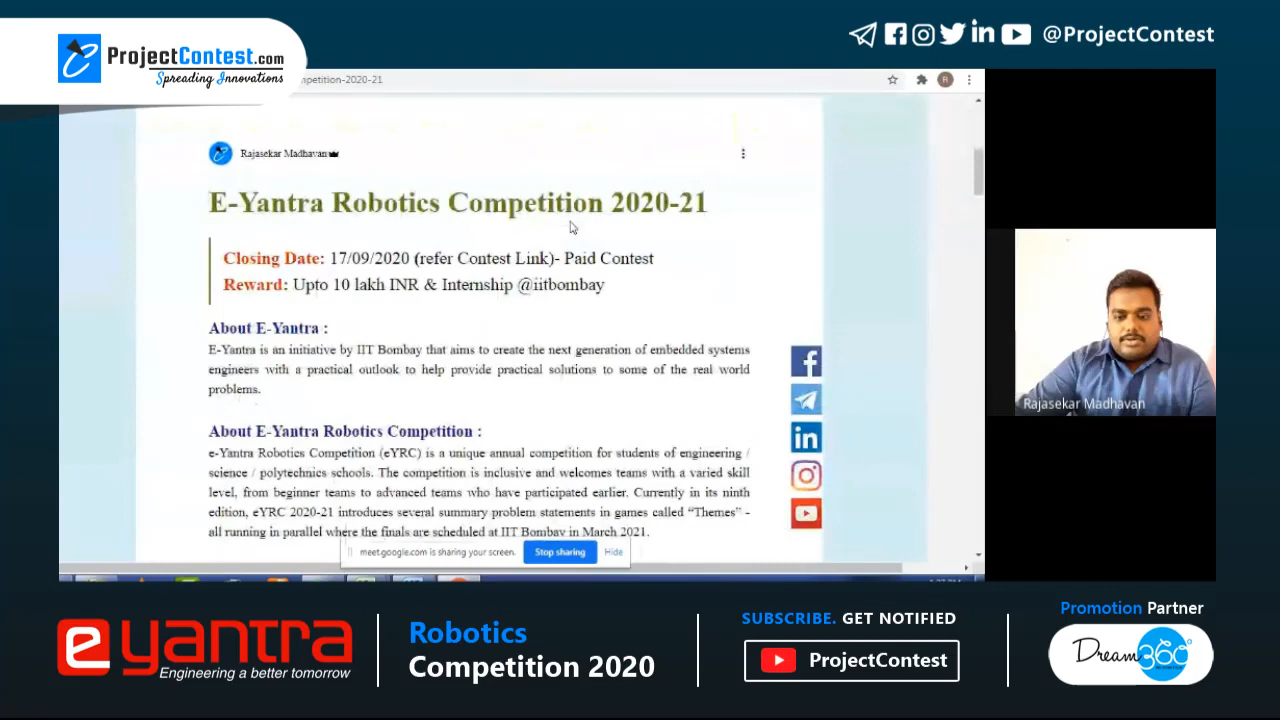 ProjectContest.com
Spreading Innovations
@ProjectContest
mpetition-2020-21
R
Rajasekar Madhavan
E-Yantra Robotics Competition 2020-21
Closing Date: 17/09/2020 (refer Contest Link)- Paid Contest
Reward: Upto 10 lakh INR & Internship @iitbombay
About E-Yantra :
E-Yantra is an initiative by IIT Bombay that aims to create the next generation of embedded systems
engineers with a practical outlook to help provide practical solutions to some of the real world
problems.
About E-Yantra Robotics Competition :
e-Yantra Robotics Competition (eYRC) is a unique annual competition for students of engineering /
science / polytechnics schools. The competition is inclusive and welcomes teams with a varied skill
level, from beginner teams to advanced teams who have participated earlier. Currently in its ninth
edition, eYRC 2020-21 introduces several summary problem statements in games called “Themes” -
all running in parallel where the finals are scheduled at IIT Bombay in March 2021.
meet.google.com is sharing your screen.
Stop sharing
Hide
Rajasekar Madhavan
e yantra
Engineering a better tomorrow
Robotics
Competition 2020
SUBSCRIBE. GET NOTIFIED
ProjectContest
Promotion Partner
Dream360°